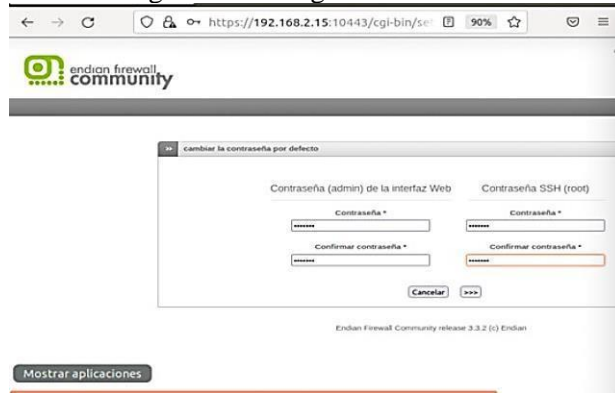 https://192.168.2.15:10443/cgi-bin/se
90%
endian firewall
community
>> cambiar la contraseña por defecto
Contraseña (admin) de la interfaz Web Contraseña SSH (root)
Contraseña * Contraseña *
••••••• •••••••
Confirmar contraseña * Confirmar contraseña *
••••••• •••••••
Cancelar >>>
Endian Firewall Community release 3.3.2 (c) Endian
Mostrar aplicaciones